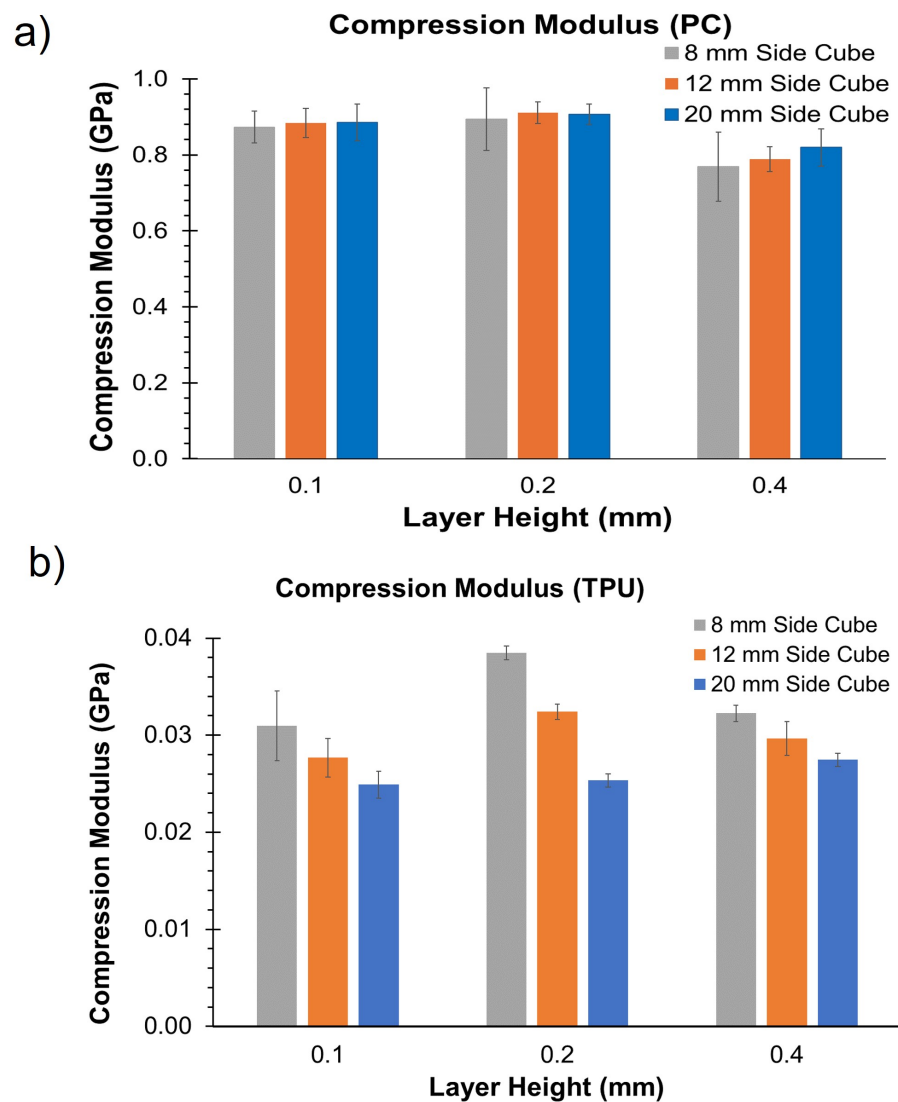 a)
Compression Modulus (PC)
8 mm Side Cube
12 mm Side Cube
20 mm Side Cube
Compression Modulus (GPa)
1.0
0.8
0.6
0.4
0.2
0.0
0.1
0.2
0.4
Layer Height (mm)
b)
Compression Modulus (TPU)
8 mm Side Cube
12 mm Side Cube
20 mm Side Cube
Compression Modulus (GPa)
0.04
0.03
0.02
0.01
0.00
0.1
0.2
0.4
Layer Height (mm)